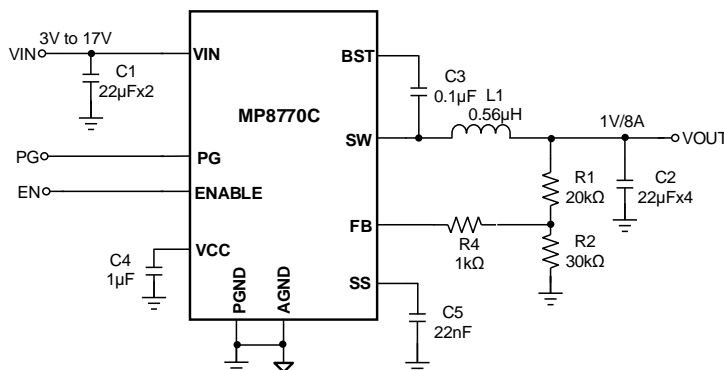 3V to 17V
VIN
C1
22µFx2
VIN
BST
C3
0.1µF
L1
0.56µH
MP8770C
SW
1V/8A
VOUT
PG
PG
EN
ENABLE
R1
20kΩ
C2
22µFx4
FB
R4
1kΩ
R2
30kΩ
VCC
C4
1µF
SS
C5
22nF
PGND
AGND